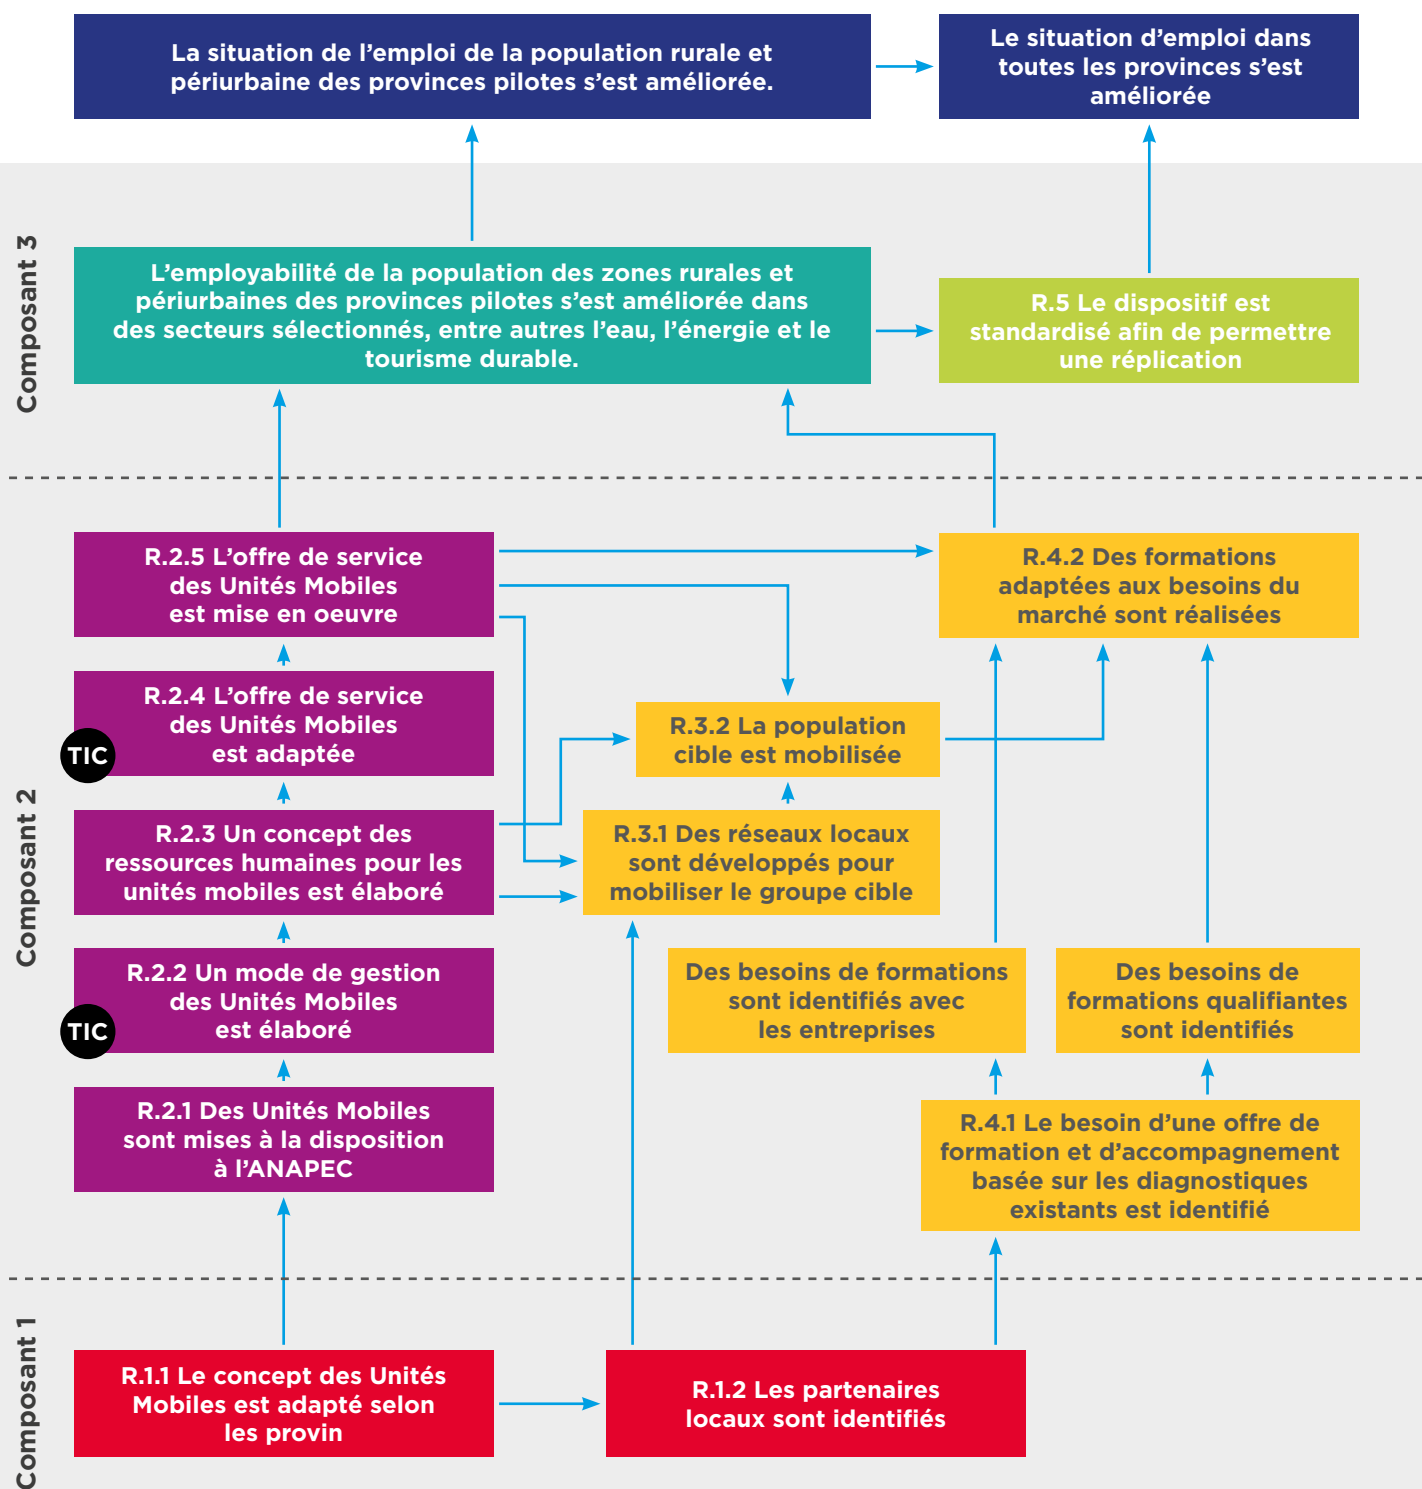 La situation de l’emploi de la population rurale et
périurbaine des provinces pilotes s’est améliorée.
Le situation d’emploi dans
toutes les provinces s’est
améliorée
Composant 3
L’employabilité de la population des zones rurales et
périurbaines des provinces pilotes s’est améliorée dans
des secteurs sélectionnés, entre autres l’eau, l’énergie et le
tourisme durable.
R.5 Le dispositif est
standardisé afin de permettre
une réplication
Composant 2
R.2.5 L’offre de service
des Unités Mobiles
est mise en oeuvre
R.4.2 Des formations
adaptées aux besoins du
marché sont réalisées
R.2.4 L’offre de service
des Unités Mobiles
est adaptée
TIC
R.3.2 La population
cible est mobilisée
R.2.3 Un concept des
ressources humaines pour les
unités mobiles est élaboré
R.3.1 Des réseaux locaux
sont développés pour
mobiliser le groupe cible
R.2.2 Un mode de gestion
des Unités Mobiles
est élaboré
TIC
Des besoins de formations
sont identifiés avec
les entreprises
Des besoins de
formations qualifiantes
sont identifiés
R.2.1 Des Unités Mobiles
sont mises à la disposition
à l’ANAPEC
R.4.1 Le besoin d’une offre de
formation et d’accompagnement
basée sur les diagnostiques
existants est identifié
Composant 1
R.1.1 Le concept des Unités
Mobiles est adapté selon
les provin
R.1.2 Les partenaires
locaux sont identifiés